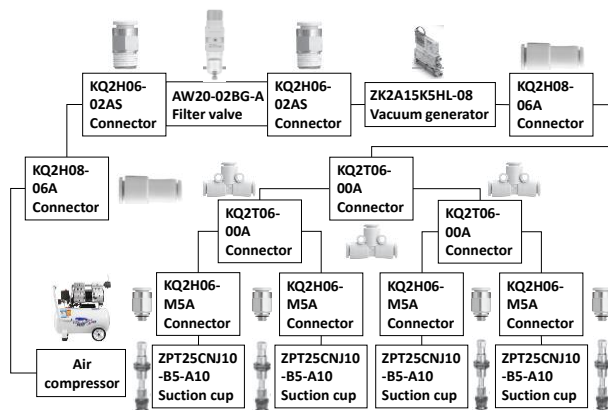 KQ2H06-
02AS
Connector
AW20-02BG-A
Filter valve
KQ2H06-
02AS
Connector
ZK2A15K5HL-08
Vacuum generator
KQ2H08-
06A
Connector
KQ2H08-
06A
Connector
KQ2T06-
00A
Connector
KQ2T06-
00A
Connector
KQ2T06-
00A
Connector
KQ2H06-
M5A
Connector
KQ2H06-
M5A
Connector
KQ2H06-
M5A
Connector
KQ2H06-
M5A
Connector
Air
compressor
ZPT25CNJ10
-B5-A10
Suction cup
ZPT25CNJ10
-B5-A10
Suction cup
ZPT25CNJ10
-B5-A10
Suction cup
ZPT25CNJ10
-B5-A10
Suction cup